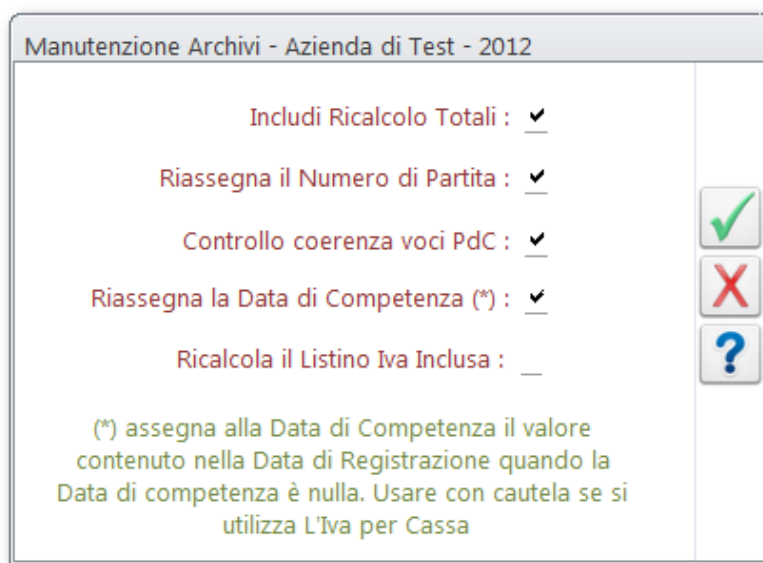 Manutenzione Archivi - Azienda di Test - 2012
Includi Ricalcolo Totali :
Riassegna il Numero di Partita :
Controllo coerenza voci PdC :
Riassegna la Data di Competenza (*) :
Ricalcola il Listino Iva Inclusa :
(*) assegna alla Data di Competenza il valore
contenuto nella Data di Registrazione quando la
Data di competenza è nulla. Usare con cautela se si
utilizza L'Iva per Cassa